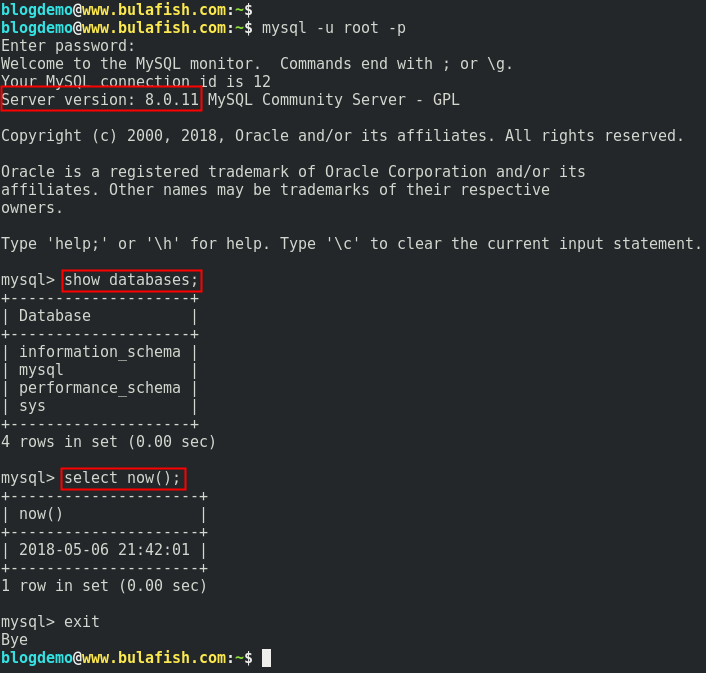 blogdemo@www.bulafish.com:~$
blogdemo@www.bulafish.com:~$ mysql -u root -p
Enter password:
Welcome to the MySQL monitor.  Commands end with ; or \g.
Your MySQL connection id is 12
Server version: 8.0.11 MySQL Community Server - GPL

Copyright (c) 2000, 2018, Oracle and/or its affiliates. All rights reserved.

Oracle is a registered trademark of Oracle Corporation and/or its
affiliates. Other names may be trademarks of their respective
owners.

Type 'help;' or '\h' for help. Type '\c' to clear the current input statement.

mysql> show databases;
+--------------------+
| Database           |
+--------------------+
| information_schema |
| mysql              |
| performance_schema |
| sys                |
+--------------------+
4 rows in set (0.00 sec)

mysql> select now();
+---------------------+
| now()               |
+---------------------+
| 2018-05-06 21:42:01 |
+---------------------+
1 row in set (0.00 sec)

mysql> exit
Bye
blogdemo@www.bulafish.com:~$